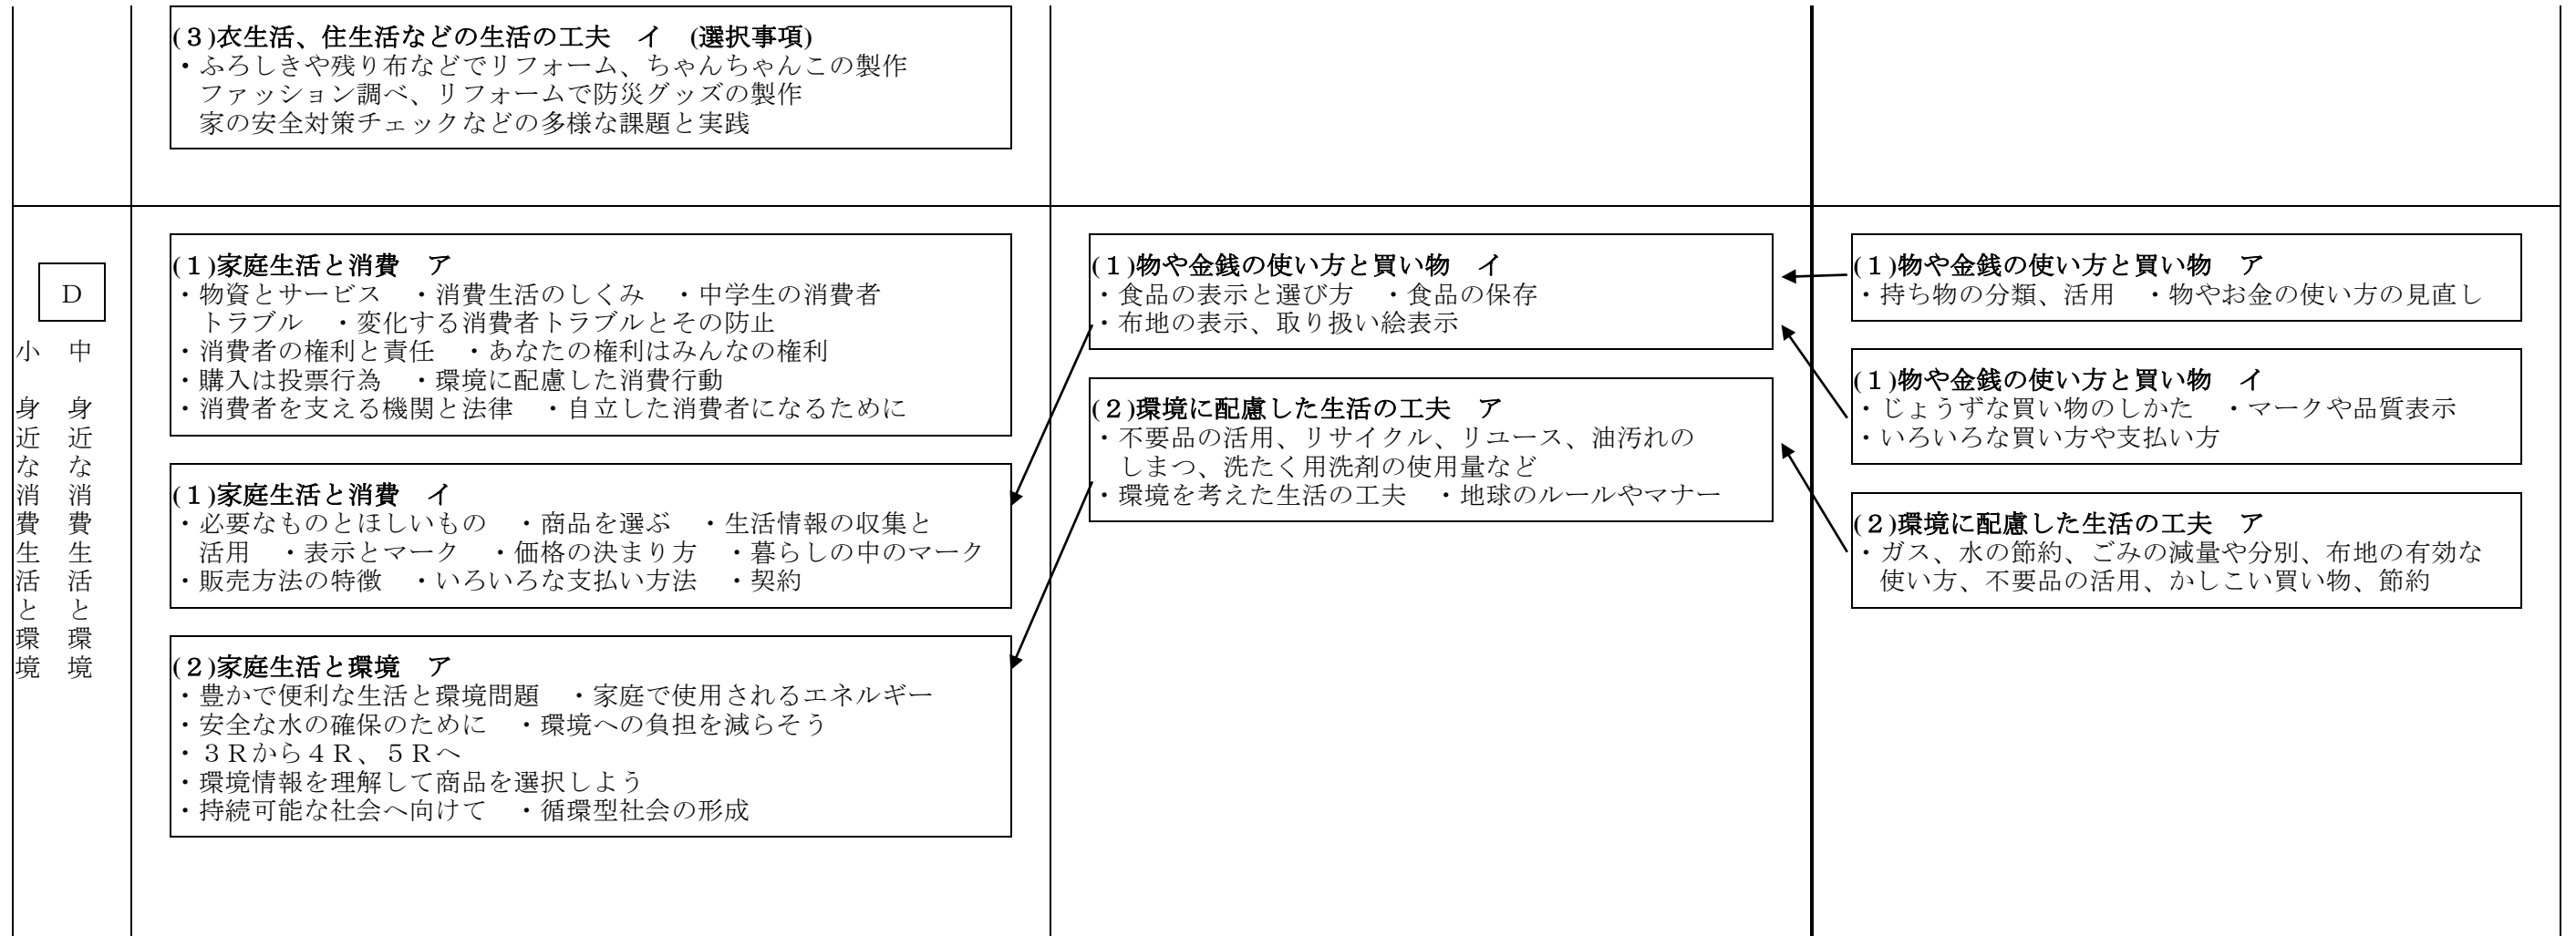 (３)衣生活、住生活などの生活の工夫　イ　(選択事項)
・ふろしきや残り布などでリフォーム、ちゃんちゃんこの製作
ファッション調べ、リフォームで防災グッズの製作
家の安全対策チェックなどの多様な課題と実践
Ｄ
中　身近な消費生活と環境
小　身近な消費生活と環境
(１)家庭生活と消費　ア
・物資とサービス　・消費生活のしくみ　・中学生の消費者
トラブル　・変化する消費者トラブルとその防止
・消費者の権利と責任　・あなたの権利はみんなの権利
・購入は投票行為　・環境に配慮した消費行動
・消費者を支える機関と法律　・自立した消費者になるために
(１)家庭生活と消費　イ
・必要なものとほしいもの　・商品を選ぶ　・生活情報の収集と
活用　・表示とマーク　・価格の決まり方　・暮らしの中のマーク
・販売方法の特徴　・いろいろな支払い方法　・契約
(２)家庭生活と環境　ア
・豊かで便利な生活と環境問題　・家庭で使用されるエネルギー
・安全な水の確保のために　・環境への負担を減らそう
・３Ｒから４Ｒ、５Ｒへ
・環境情報を理解して商品を選択しよう
・持続可能な社会へ向けて　・循環型社会の形成
(１)物や金銭の使い方と買い物　イ
・食品の表示と選び方　・食品の保存
・布地の表示、取り扱い絵表示
(２)環境に配慮した生活の工夫　ア
・不要品の活用、リサイクル、リユース、油汚れの
しまつ、洗たく用洗剤の使用量など
・環境を考えた生活の工夫　・地球のルールやマナー
(１)物や金銭の使い方と買い物　ア
・持ち物の分類、活用　・物やお金の使い方の見直し
(１)物や金銭の使い方と買い物　イ
・じょうずな買い物のしかた　・マークや品質表示
・いろいろな買い方や支払い方
(２)環境に配慮した生活の工夫　ア
・ガス、水の節約、ごみの減量や分別、布地の有効な
使い方、不要品の活用、かしこい買い物、節約